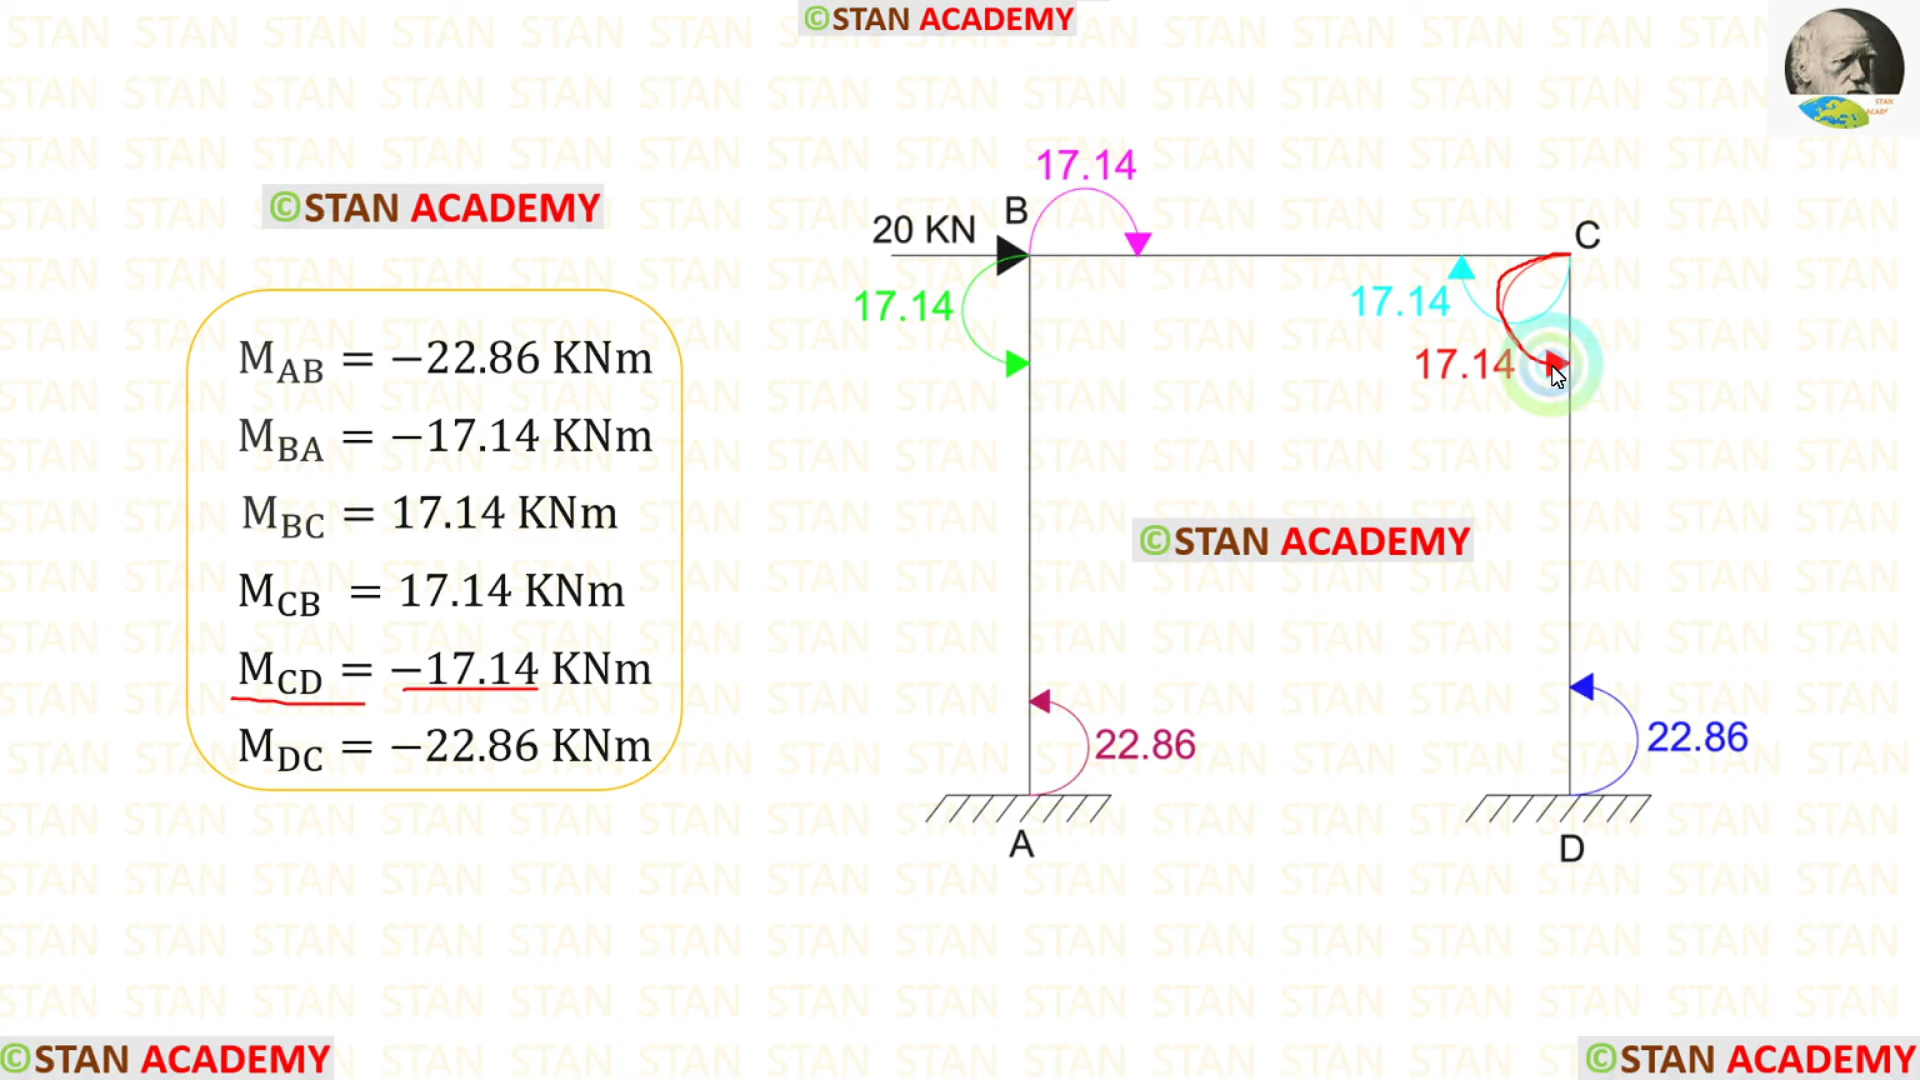 ©STAN ACADEMY
STAN
ACADEMY
©STAN ACADEMY
M_AB = −22.86 KNm
M_BA = −17.14 KNm
M_BC = 17.14 KNm
M_CB = 17.14 KNm
M_CD = −17.14 KNm
M_DC = −22.86 KNm
17.14
20 KN
B
C
17.14
17.14
17.14
©STAN ACADEMY
22.86
22.86
A
D
©STAN ACADEMY
©STAN ACADEMY